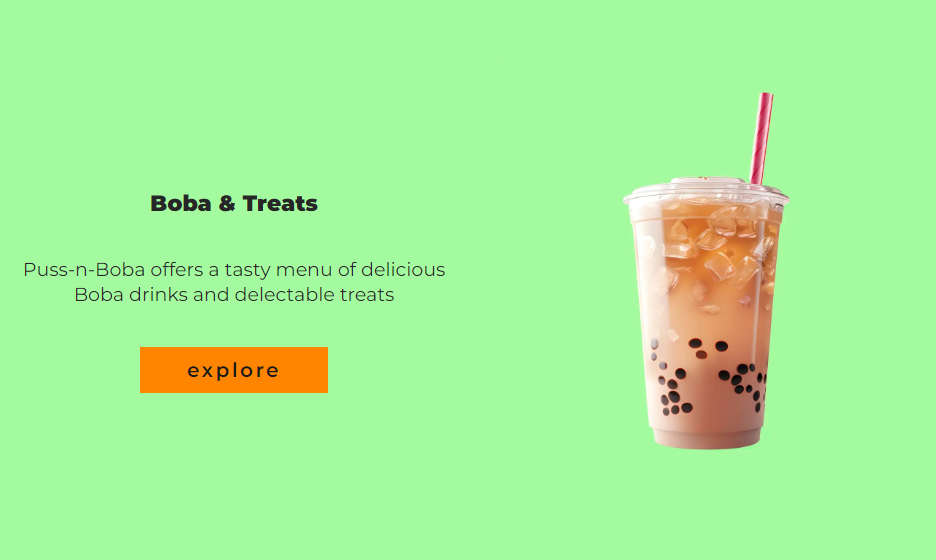 Boba & Treats
Puss-n-Boba offers a tasty menu of delicious
Boba drinks and delectable treats
explore